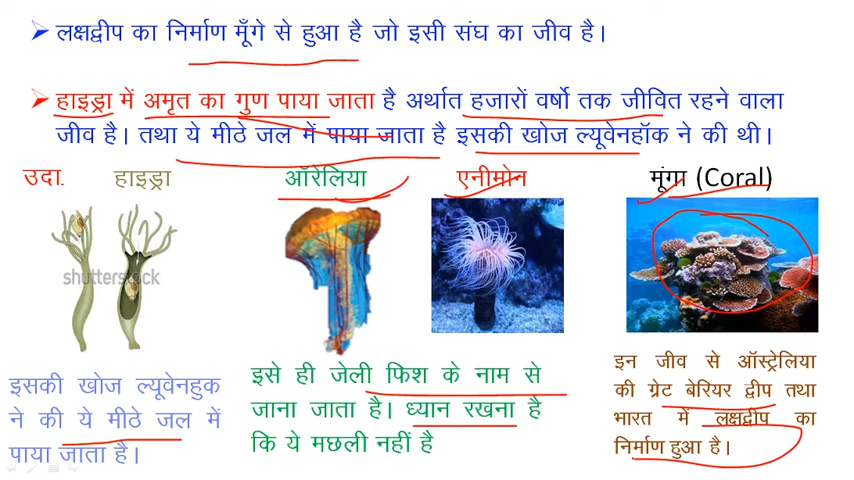 ➤ लक्षद्वीप का निर्माण मूँगे से हुआ है जो इसी संघ का जीव है।
➤ हाइड्रा में अमृत का गुण पाया जाता है अर्थात हजारों वर्षो तक जीवित रहने वाला
जीव है। तथा ये मीठे जल में पाया जाता है इसकी खोज ल्यूवेनहॉक ने की थी।
उदा. हाइड्रा ऑरेलिया एनीमोन मूंगा (Coral)
shutterstock
इसकी खोज ल्यूवेनहुक
ने की ये मीठे जल में
पाया जाता है।
इसे ही जेली फिश के नाम से
जाना जाता है। ध्यान रखना है
कि ये मछली नहीं है
इन जीव से ऑस्ट्रेलिया
की ग्रेट बेरियर द्वीप तथा
भारत में लक्षद्वीप का
निर्माण हुआ है।